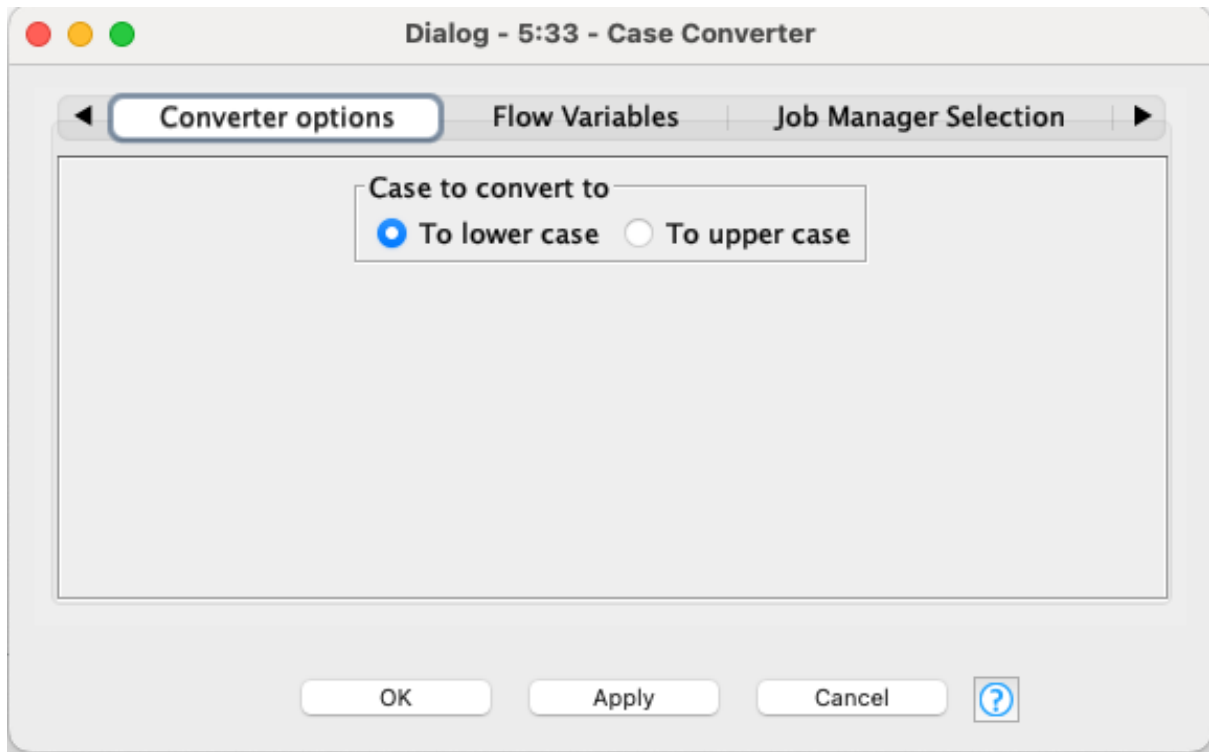 Dialog - 5:33 - Case Converter
Converter options Flow Variables Job Manager Selection
Case to convert to
To lower case To upper case
OK Apply Cancel ?